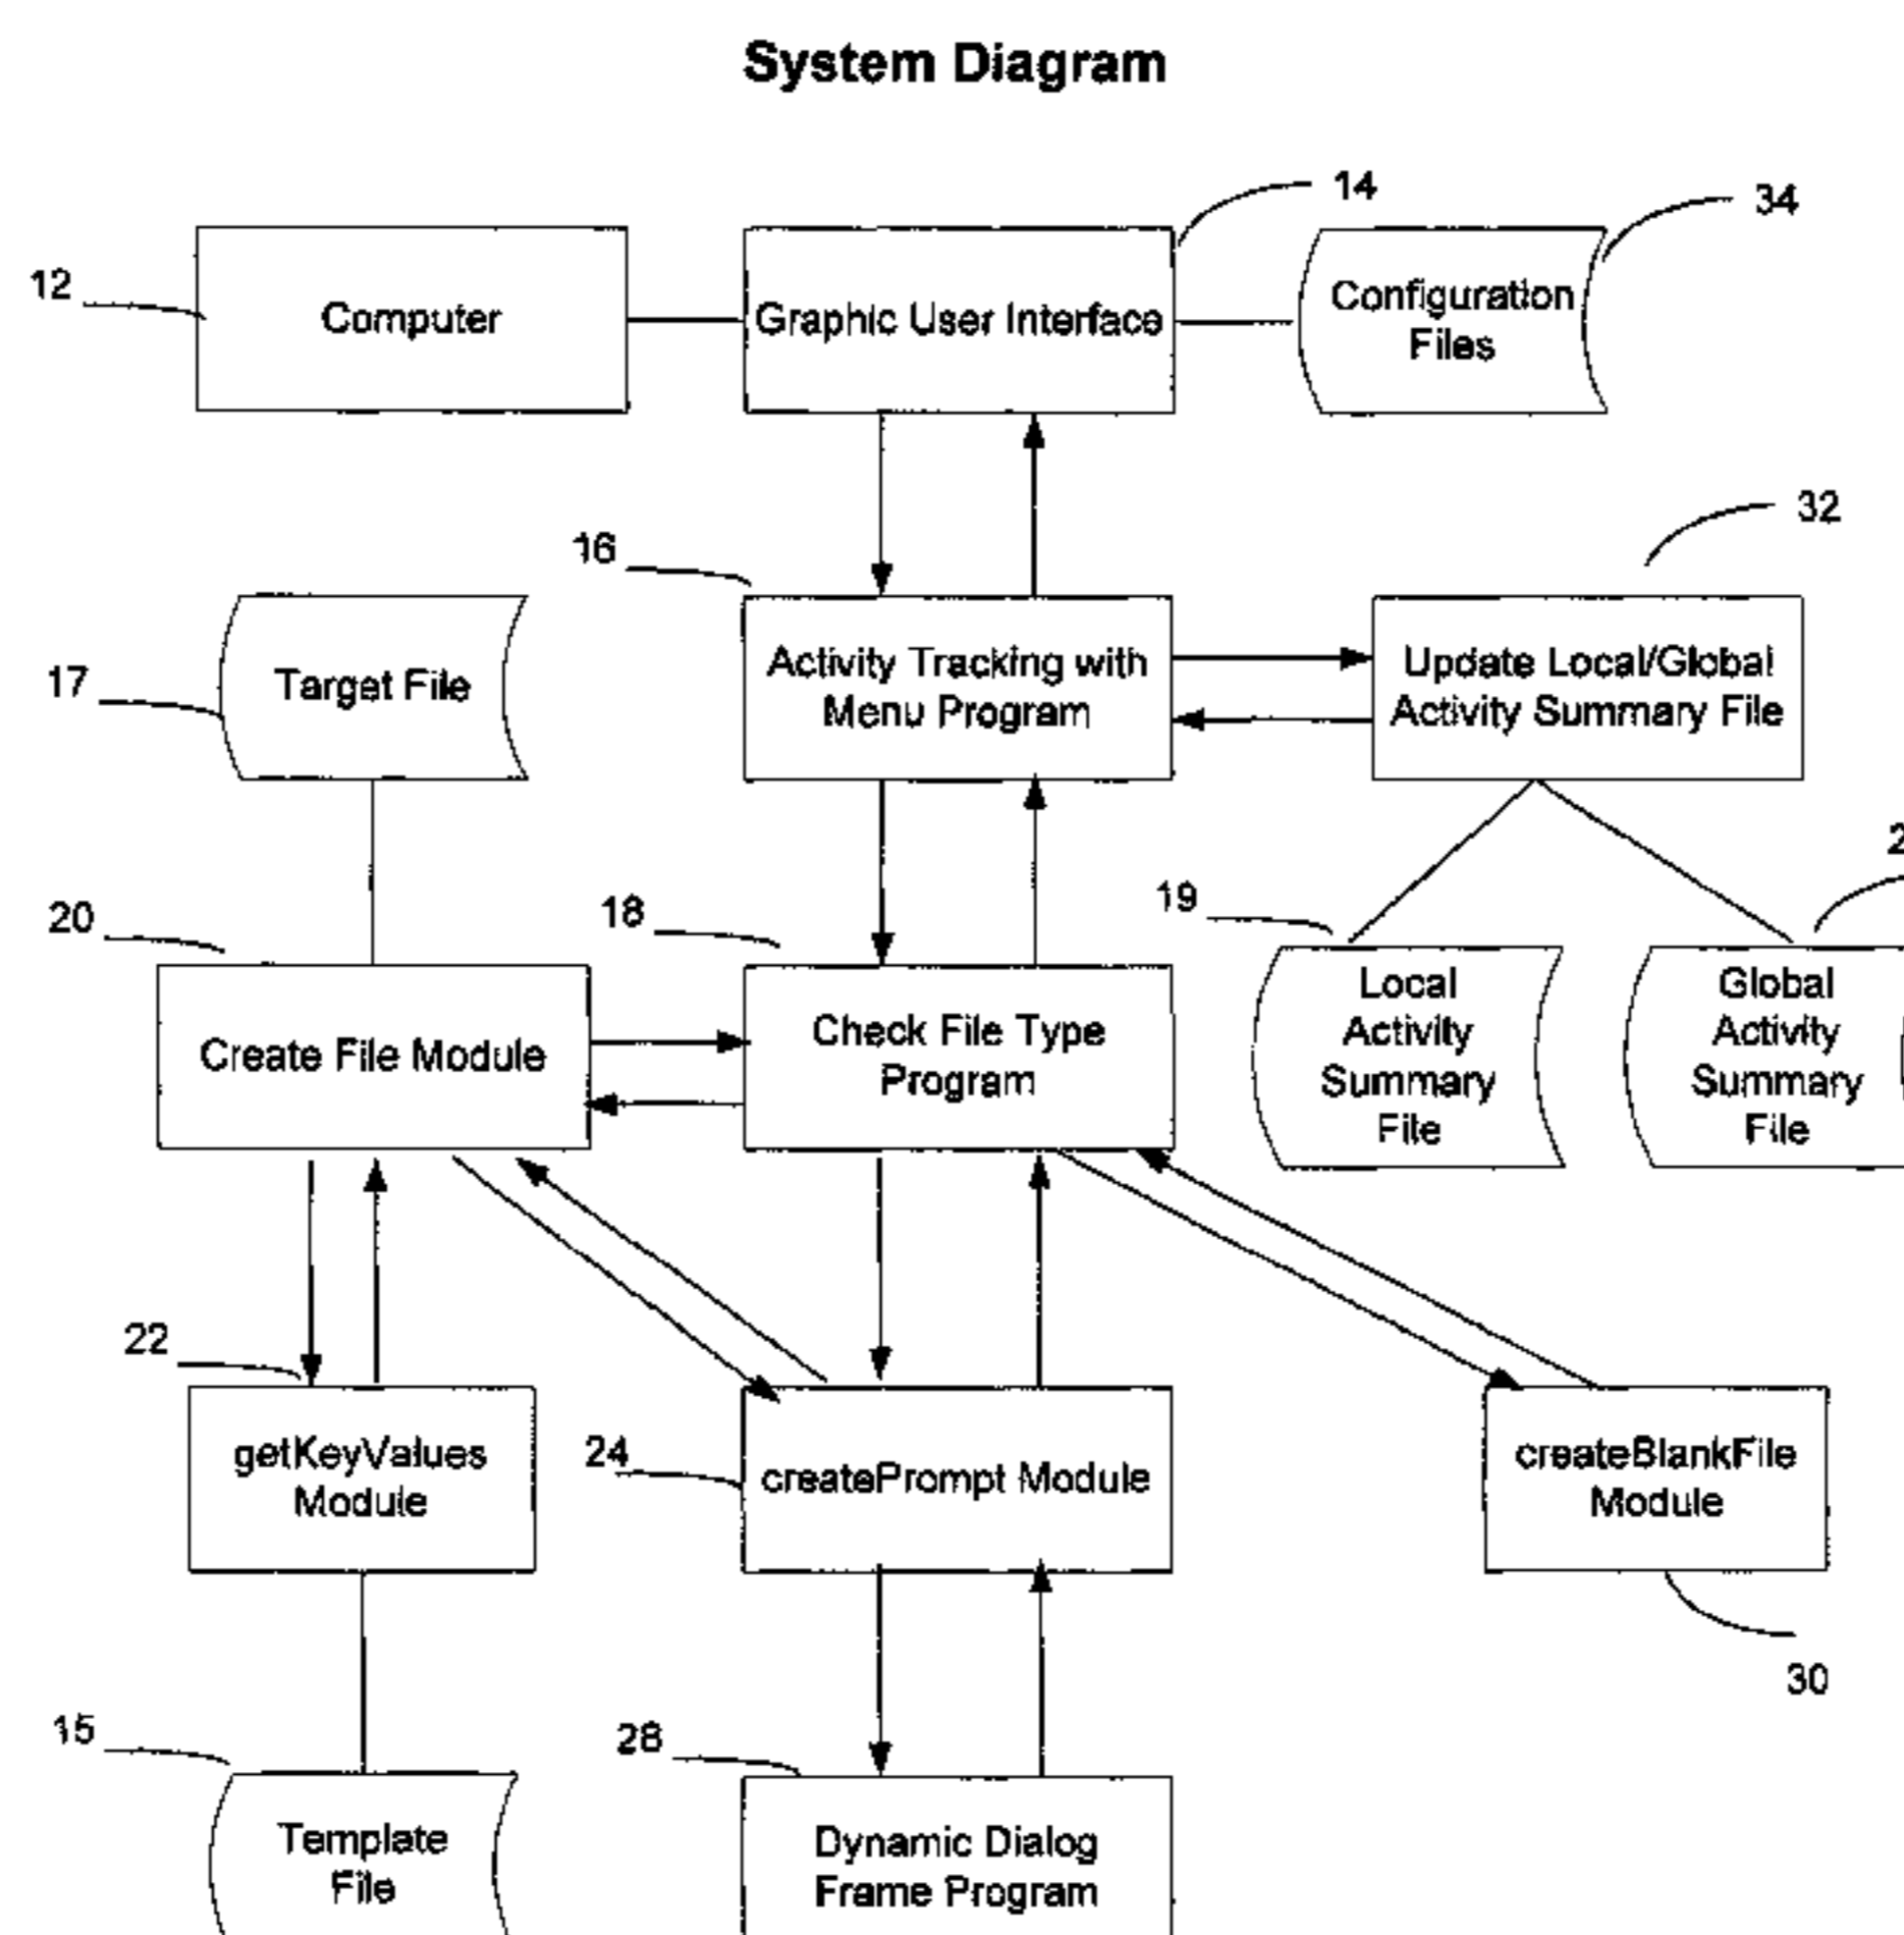 System Diagram
14
34
12
Computer
Graphic User Interface
Configuration
Files
32
16
17
Target File
Activity Tracking with
Menu Program
Update Local/Global
Activity Summary File
20
18
19
Create File Module
Check File Type
Program
Local
Activity
Summary
File
Global
Activity
Summary
File
22
getKeyValues
Module
24
createPrompt Module
createBlankFile
Module
30
15
28
Template
File
Dynamic Dialog
Frame Program